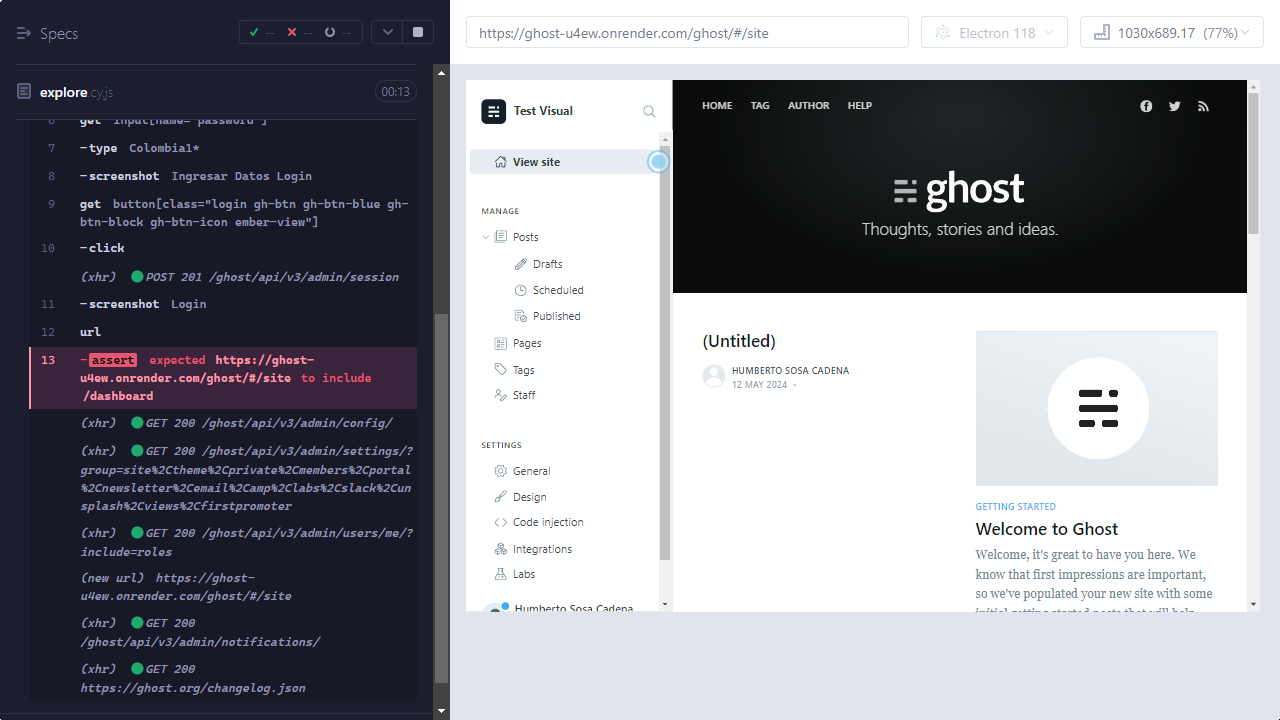 Specs
--
--
--
explore.cy.js
00:13
6 get input[name="password"]
7 -type Colombia1*
8 -screenshot Ingresar Datos Login
9 get button[class="login gh-btn gh-btn-blue gh-
btn-block gh-btn-icon ember-view"]
10 -click
(xhr) POST 201 /ghost/api/v3/admin/session
11 -screenshot Login
12 url
13 -assert expected https://ghost-
u4ew.onrender.com/ghost/#/site to include
/dashboard
(xhr) GET 200 /ghost/api/v3/admin/config/
(xhr) GET 200 /ghost/api/v3/admin/settings/?
group=site%2Ctheme%2Cprivate%2Cmembers%2Cportal
%2Cnewsletter%2Cemail%2Camp%2Clabs%2Cslack%2Cun
splash%2Cviews%2Cfirstpromoter
(xhr) GET 200 /ghost/api/v3/admin/users/me/?
include=roles
(new url) https://ghost-
u4ew.onrender.com/ghost/#/site
(xhr) GET 200
/ghost/api/v3/admin/notifications/
(xhr) GET 200
https://ghost.org/changelog.json
https://ghost-u4ew.onrender.com/ghost/#/site
Electron 118
1030x689.17 (77%)
Test Visual
View site
MANAGE
Posts
Drafts
Scheduled
Published
Pages
Tags
Staff
SETTINGS
General
Design
Code injection
Integrations
Labs
Humberto Sosa Cadena
HOME TAG AUTHOR HELP
ghost
Thoughts, stories and ideas.
(Untitled)
HUMBERTO SOSA CADENA
12 MAY 2024 -
GETTING STARTED
Welcome to Ghost
Welcome, it's great to have you here. We
know that first impressions are important,
so we've populated your new site with some
initial getting started posts that will help